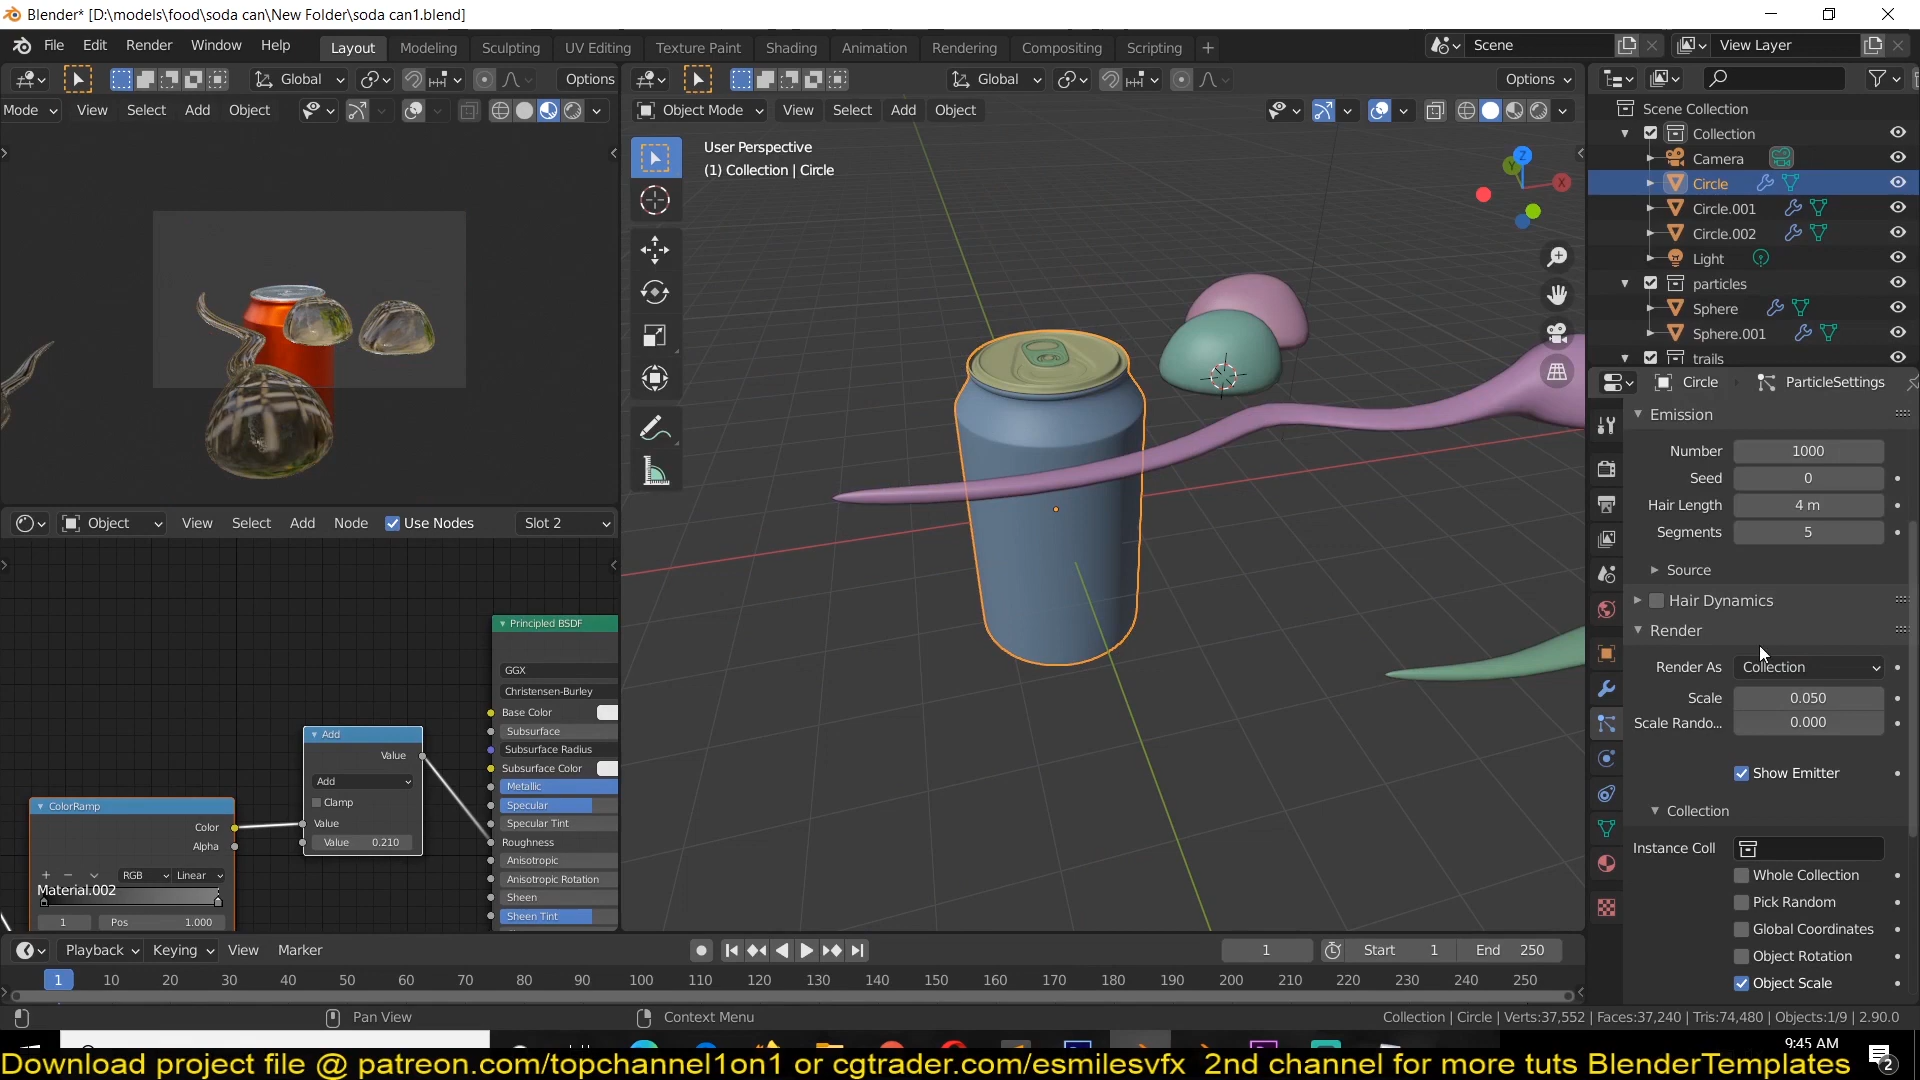 Blender* [D:\models\food\soda can\New Folder\soda can1.blend]
File Edit Render Window Help
Layout Modeling Sculpting UV Editing Texture Paint Shading Animation Rendering Compositing Scripting +
Scene
View Layer
Global
Options
Global
Options
Mode View Select Add Object
Object Mode View Select Add Object
User Perspective
(1) Collection | Circle
Z
Y
X
Scene Collection
Collection
Camera
Circle
Circle.001
Circle.002
Light
particles
Sphere
Sphere.001
trails
Circle ParticleSettings
Emission
Number 1000
Seed 0
Hair Length 4 m
Segments 5
Source
Hair Dynamics
Render
Render As Collection
Scale 0.050
Scale Rando... 0.000
Show Emitter
Collection
Instance Coll
Whole Collection
Pick Random
Global Coordinates
Object Rotation
Object Scale
Object View Select Add Node Use Nodes Slot 2
Principled BSDF
GGX
Christensen-Burley
Base Color
Subsurface
Subsurface Radius
Subsurface Color
Metallic
Specular
Specular Tint
Roughness
Anisotropic
Anisotropic Rotation
Sheen
Sheen Tint
Add
Value
Add
Clamp
Value
Value 0.210
ColorRamp
Color
Alpha
+ − RGB Linear
Material.002
1 Pos 1.000
Playback Keying View Marker
1 Start 1 End 250
1 10 20 30 40 50 60 70 80 90 100 110 120 130 140 150 160 170 180 190 200 210 220 230 240 250
Pan View
Context Menu
Collection | Circle | Verts:37,552 | Faces:37,240 | Tris:74,480 | Objects:1/9 | 2.90.0
9:45 AM
2
Download project file @ patreon.com/topchannel1on1 or cgtrader.com/esmilesvfx 2nd channel for more tuts BlenderTemplates